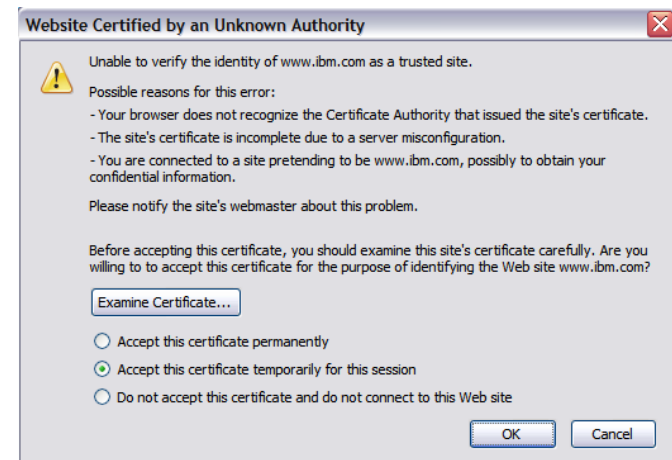 Website Certified by an Unknown Authority
Unable to verify the identity of www.ibm.com as a trusted site.
Possible reasons for this error:
- Your browser does not recognize the Certificate Authority that issued the site's certificate.
- The site's certificate is incomplete due to a server misconfiguration.
- You are connected to a site pretending to be www.ibm.com, possibly to obtain your
confidential information.
Please notify the site's webmaster about this problem.
Before accepting this certificate, you should examine this site's certificate carefully. Are you
willing to to accept this certificate for the purpose of identifying the Web site www.ibm.com?
Examine Certificate...
Accept this certificate permanently
Accept this certificate temporarily for this session
Do not accept this certificate and do not connect to this Web site
OK Cancel